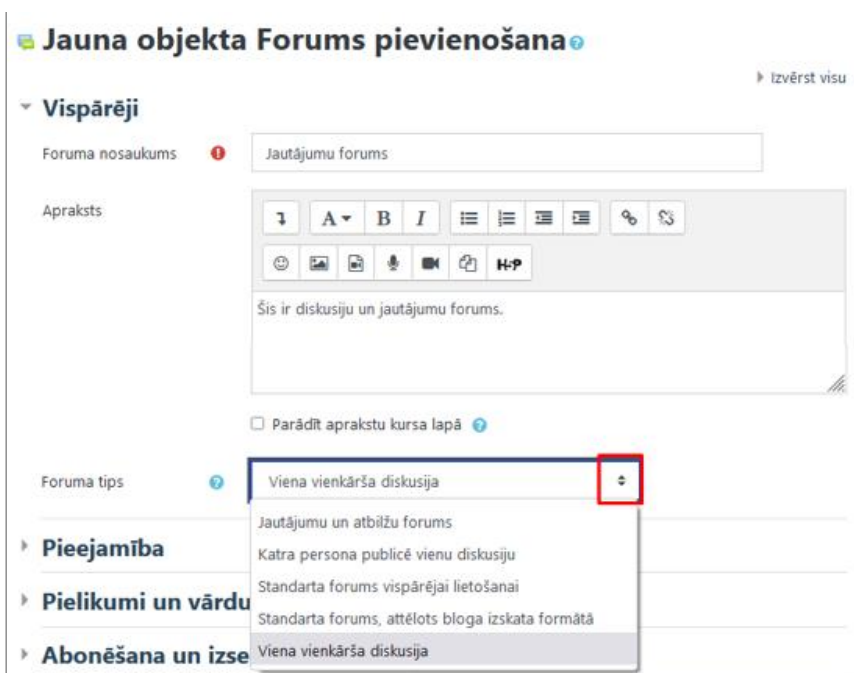 Jauna objekta Forums pievienošana
Izvērst visu
Vispārēji
Foruma nosaukums
Jautājumu forums
Apraksts
A B I
H-P
Šis ir diskusiju un jautājumu forums.
Parādīt aprakstu kursa lapā
Foruma tips
Viena vienkārša diskusija
Jautājumu un atbilžu forums
Pieejamība
Katra persona publicē vienu diskusiju
Standarta forums vispārējai lietošanai
Pielikumi un vārdu
Standarta forums, attēlots bloga izskata formātā
Abonēšana un izse
Viena vienkārša diskusija